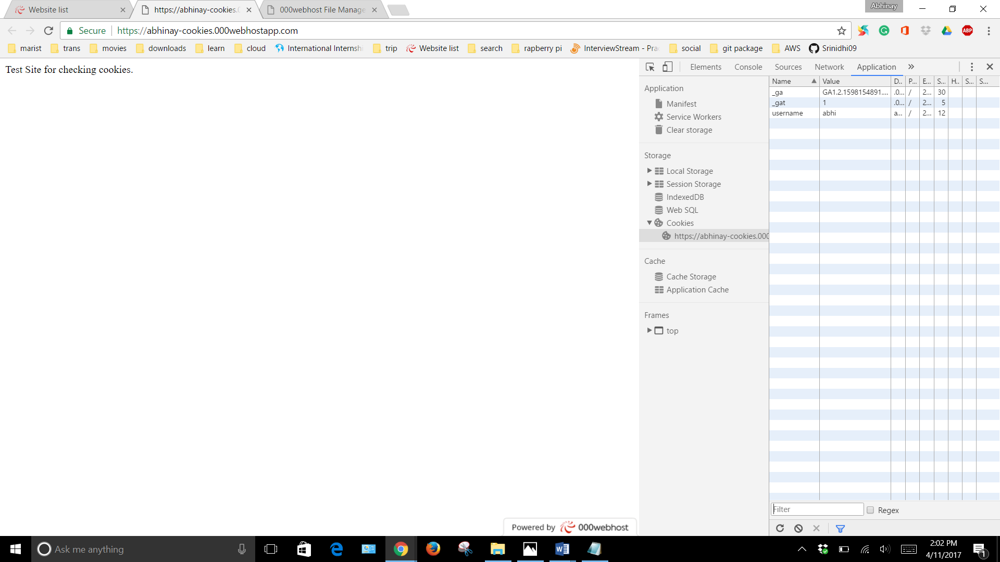 Website list
https://abhinay-cookies.0
000webhost File Manage
Abhinay
Secure
https://abhinay-cookies.000webhostapp.com
ABP
marist
trans
movies
downloads
learn
cloud
International Internshi
trip
Website list
search
rapberry pi
InterviewStream - Pra
social
git package
AWS
Srinidhi09
Test Site for checking cookies.
Elements
Console
Sources
Network
Application
Application
Manifest
Service Workers
Clear storage
Storage
Local Storage
Session Storage
IndexedDB
Web SQL
Cookies
https://abhinay-cookies.000
Cache
Cache Storage
Application Cache
Frames
top
Name Value D.. P... E... S... H.. S... S...
_ga GA1.2.1598154891.... .0... / 2... 30
_gat 1 .0... / 2... 5
username abhi a... / 2... 12
Filter
Regex
Powered by 000webhost
Ask me anything
2:02 PM
4/11/2017
1